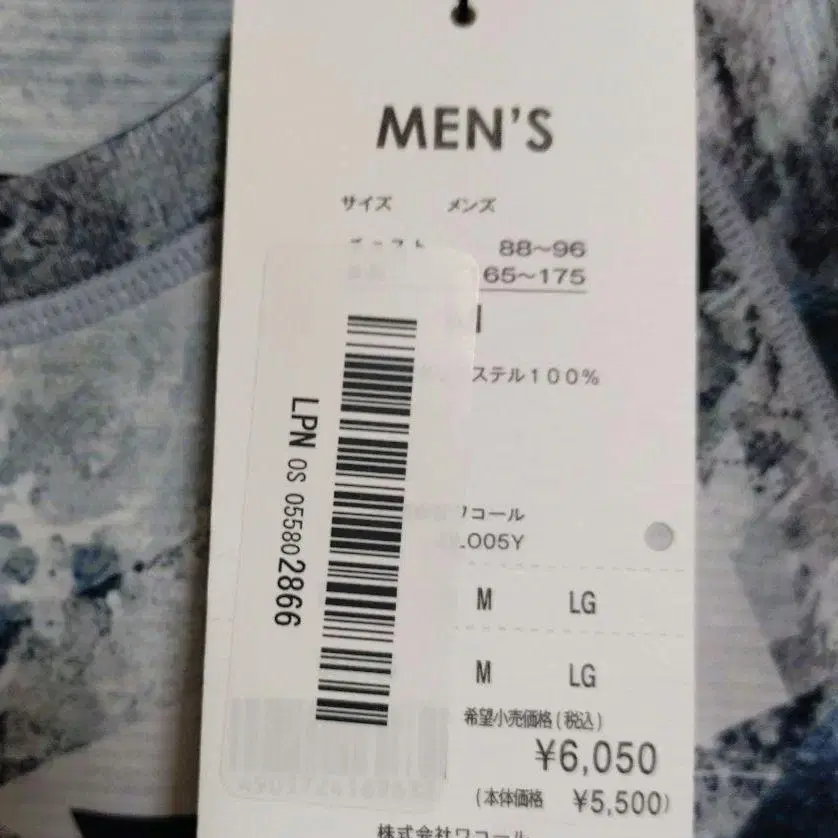 MEN'S
サイズ メンズ
88~96
65~175
ステル100%
コール
005Y
M LG
M LG
LPN OS 055802866
希望小売価格(税込)
¥6,050
(本体価格 ¥5,500)
株式会社ワコール